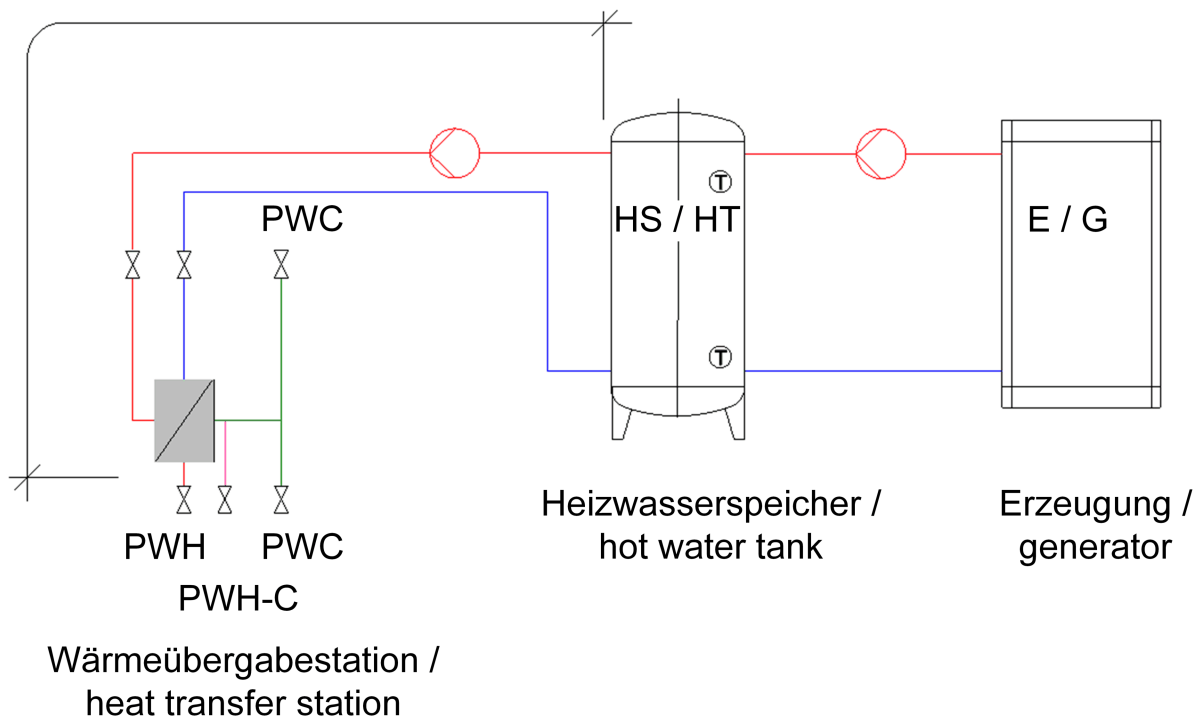 T
PWC
HS / HT
E / G
T
PWH
PWC
PWH-C
Heizwasserspeicher /
hot water tank
Erzeugung /
generator
Wärmeübergabestation /
heat transfer station